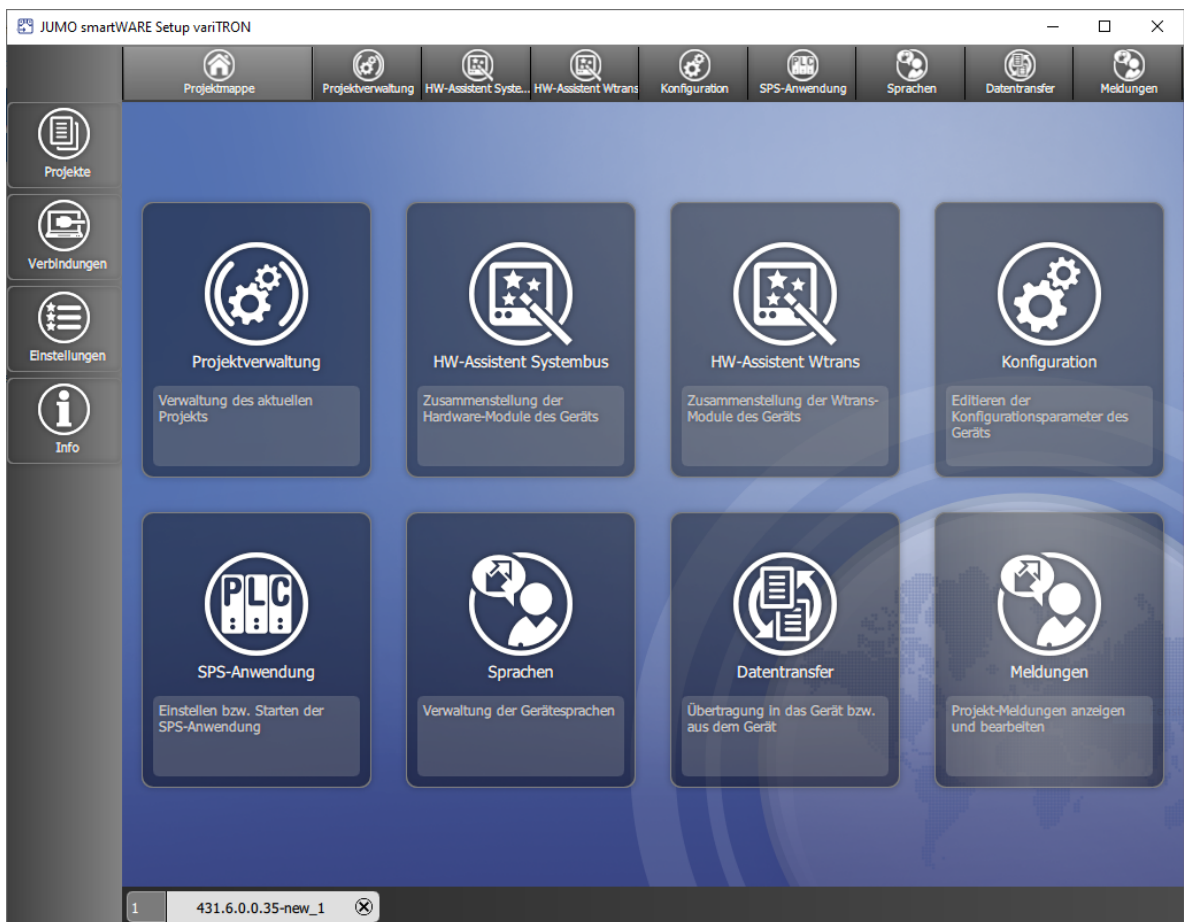 JUMO smartWARE Setup variTRON
Projektmappe
Projektverwaltung
HW-Assistent Syste...
HW-Assistent Wtrans
Konfiguration
SPS-Anwendung
Sprachen
Datentransfer
Meldungen
Projekte
Verbindungen
Einstellungen
Info
Projektverwaltung
Verwaltung des aktuellen
Projekts
HW-Assistent Systembus
Zusammenstellung der
Hardware-Module des Geräts
HW-Assistent Wtrans
Zusammenstellung der Wtrans-
Module des Geräts
Konfiguration
Editieren der
Konfigurationsparameter des
Geräts
PLC
SPS-Anwendung
Einstellen bzw. Starten der
SPS-Anwendung
Sprachen
Verwaltung der Gerätesprachen
Datentransfer
Übertragung in das Gerät bzw.
aus dem Gerät
Meldungen
Projekt-Meldungen anzeigen
und bearbeiten
1
431.6.0.0.35-new_1